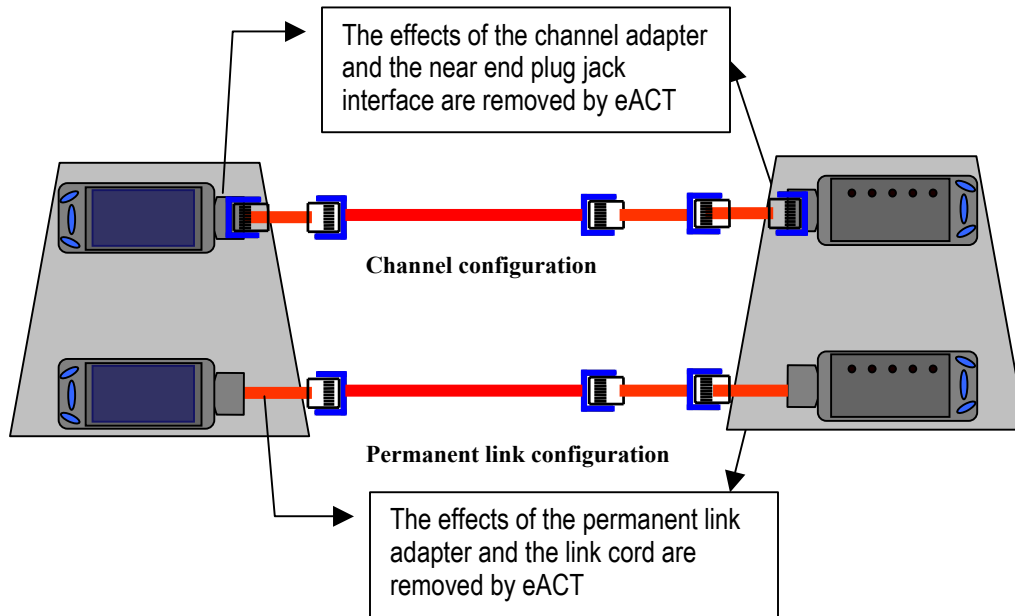 The effects of the channel adapter
and the near end plug jack
interface are removed by eACT
Channel configuration
Permanent link configuration
The effects of the permanent link
adapter and the link cord are
removed by eACT